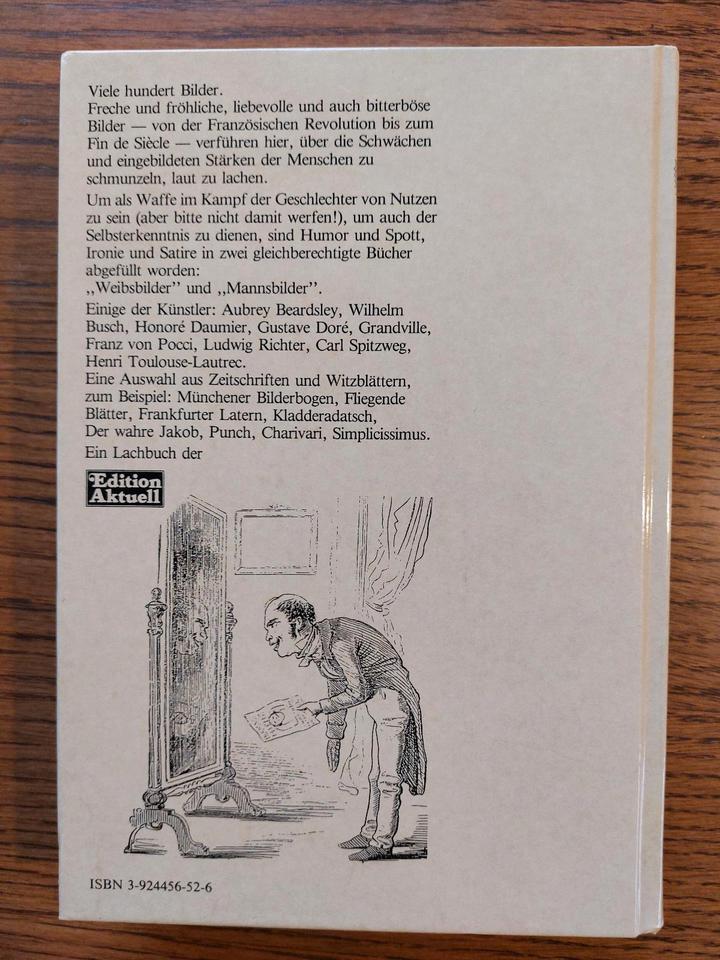 Viele hundert Bilder.
Freche und fröhliche, liebevolle und auch bitterböse
Bilder — von der Französischen Revolution bis zum
Fin de Siècle — verführen hier, über die Schwächen
und eingebildeten Stärken der Menschen zu
schmunzeln, laut zu lachen.
Um als Waffe im Kampf der Geschlechter von Nutzen
zu sein (aber bitte nicht damit werfen!), um auch der
Selbsterkenntnis zu dienen, sind Humor und Spott,
Ironie und Satire in zwei gleichberechtigte Bücher
abgefüllt worden:
,,Weibsbilder” und ,,Mannsbilder”.
Einige der Künstler: Aubrey Beardsley, Wilhelm
Busch, Honoré Daumier, Gustave Doré, Grandville,
Franz von Pocci, Ludwig Richter, Carl Spitzweg,
Henri Toulouse-Lautrec.
Eine Auswahl aus Zeitschriften und Witzblättern,
zum Beispiel: Münchener Bilderbogen, Fliegende
Blätter, Frankfurter Latern, Kladderadatsch,
Der wahre Jakob, Punch, Charivari, Simplicissimus.
Ein Lachbuch der
Edition
Aktuell
ISBN 3-924456-52-6